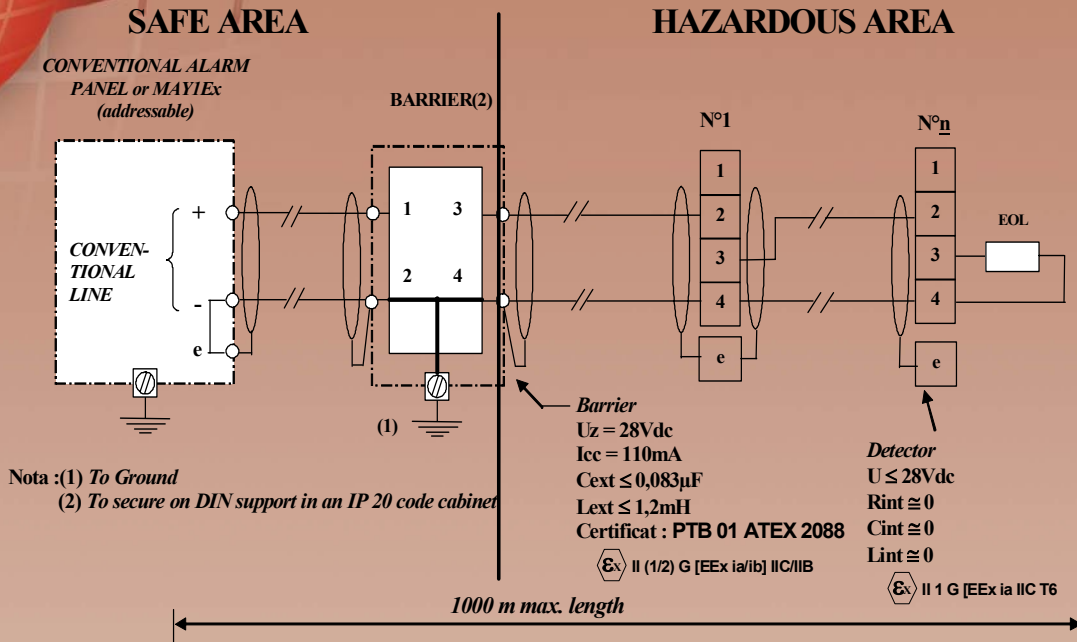 SAFE AREA
HAZARDOUS AREA
CONVENTIONAL ALARM
PANEL or MAY1Ex
(addressable)
BARRIER(2)
N°1
N°n
1
2
3
4
e
1
2
3
4
e
EOL
+
CONVEN-
TIONAL
LINE
-
e
1 3
2 4
(1)
Nota :(1) To Ground
(2) To secure on DIN support in an IP 20 code cabinet
Barrier
Uz = 28Vdc
Icc = 110mA
Cext ≤ 0,083µF
Lext ≤ 1,2mH
Certificat : PTB 01 ATEX 2088
εx II (1/2) G [EEx ia/ib] IIC/IIB
Detector
U ≤ 28Vdc
Rint ≅ 0
Cint ≅ 0
Lint ≅ 0
εx II 1 G [EEx ia IIC T6
1000 m max. length